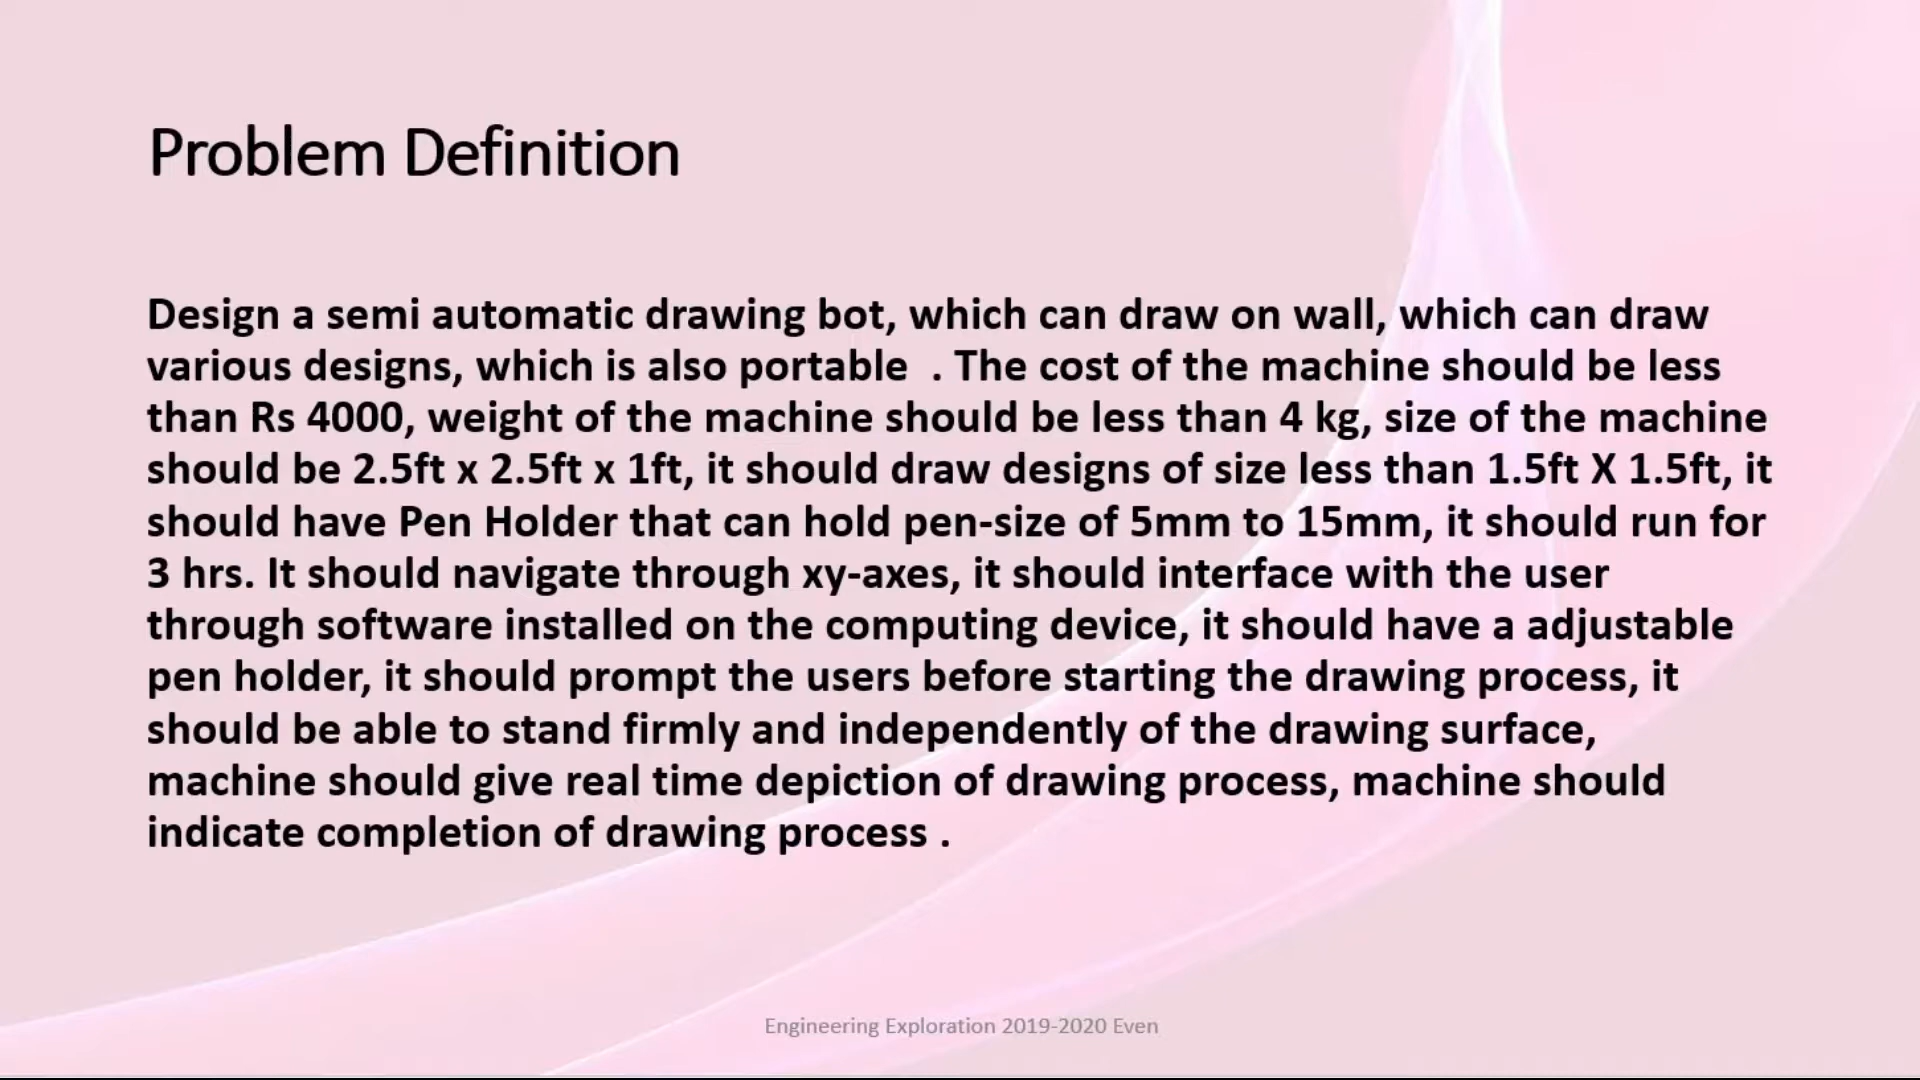 Problem Definition
Design a semi automatic drawing bot, which can draw on wall, which can draw
various designs, which is also portable  . The cost of the machine should be less
than Rs 4000, weight of the machine should be less than 4 kg, size of the machine
should be 2.5ft x 2.5ft x 1ft, it should draw designs of size less than 1.5ft X 1.5ft, it
should have Pen Holder that can hold pen-size of 5mm to 15mm, it should run for
3 hrs. It should navigate through xy-axes, it should interface with the user
through software installed on the computing device, it should have a adjustable
pen holder, it should prompt the users before starting the drawing process, it
should be able to stand firmly and independently of the drawing surface,
machine should give real time depiction of drawing process, machine should
indicate completion of drawing process .
Engineering Exploration 2019-2020 Even